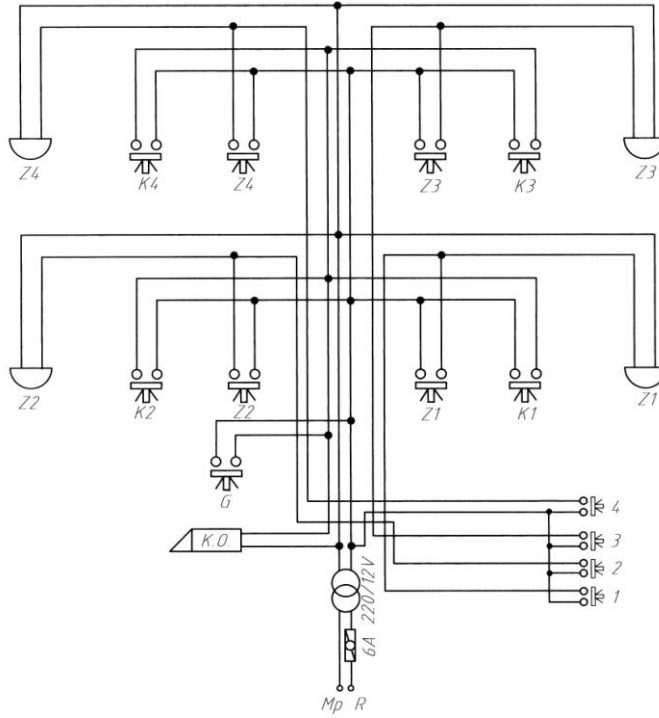 Z4 K4 Z4 Z3 K3 Z3
Z2 K2 Z2 Z1 K1 Z1
G
4
K.O. 3
2
1
6A 220/12V
Mp R